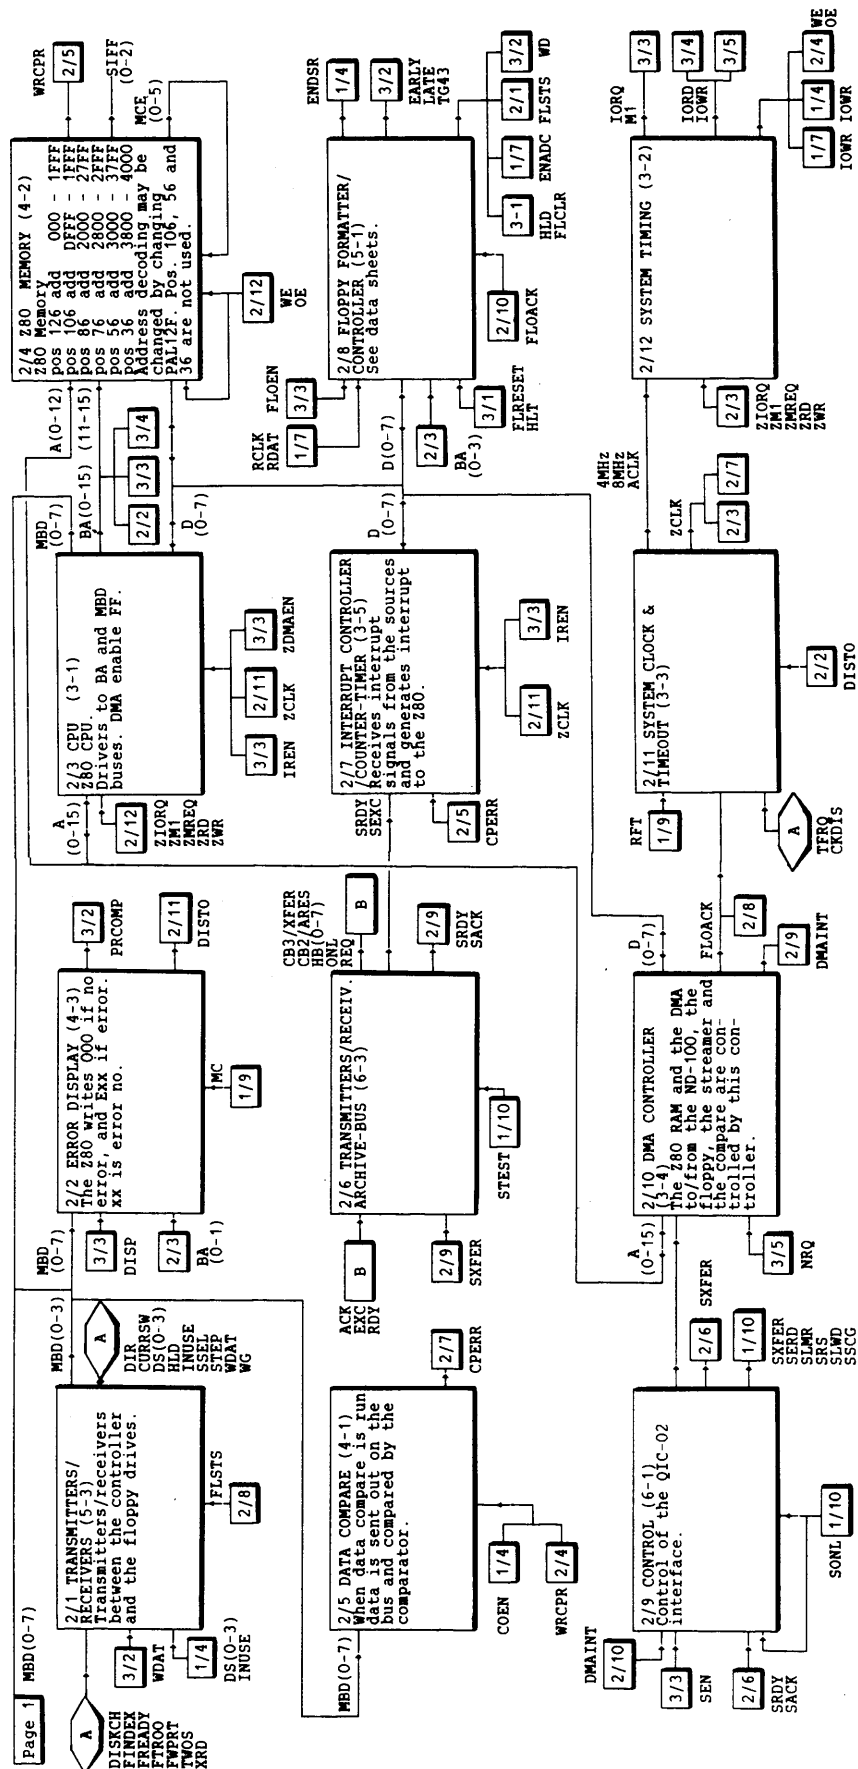 Page 1
MBD(0-7)
2/1 TRANSMITTERS/
RECEIVERS (5-3)
Transmitters/receivers
between the controller
and the floppy drives.
A
DISKCH
FINDEX
FREADY
FTROO
FWPRT
TWOS
XRD
3/2
WDAT
1/4
DS(0-3)
INUSE
FLSTS
2/8
MBD(0-3)
A
DIR
CURRSW
DS(0-3)
HLD
INUSE
SSEL
STEP
WDAT
WG
MBD
(0-7)
2/2 ERROR DISPLAY (4-3)
The Z80 writes 000 if no
error, and Exx if error.
xx is error no.
3/3
DISP
2/3
BA
(0-1)
MC
1/9
3/2
PRCOMP
2/11
DISTO
A
(0-15)
2/3 CPU (3-1)
Z80 CPU.
Drivers to BA and MBD
buses. DMA enable FF.
2/12
ZIORQ
ZM1
ZMREQ
ZRD
ZWR
3/3
IREN
2/11
ZCLK
3/3
ZDMAEN
MBD
(0-7)
BA(0-15)
2/2
3/3
3/4
D
(0-7)
A(0-12)
(11-15)
2/4 Z80 MEMORY (4-2)
Z80 Memory
pos 126 add 000 - 1FFF
pos 106 add DFFF - 1FFF
pos 86 add 2000 - 27FF
pos 76 add 2800 - 2FFF
pos 56 add 3000 - 37FF
pos 36 add 3800 - 4000
Address decoding may be
changed by changing
PAL12F. Pos. 106, 56 and
36 are not used.
2/12
WE
OE
WRCPR
2/5
SIFF
(0-2)
MCE
(0-5)
MBD(0-7)
2/5 DATA COMPARE (4-1)
When data compare is run
data is sent out on the
bus and compared by the
comparator.
1/4
COEN
2/4
WRCPR
2/7
CPERR
2/6 TRANSMITTERS/RECEIV.
ARCHIVE-BUS (6-3)
B
ACK
EXC
RDY
2/9
SXFER
STEST
1/10
CB3/XFER
CB2/ARES
HB(0-7)
ONL
REQ
B
2/9
SRDY
SACK
SRDY
SEXC
2/7 INTERRUPT CONTROLLER
/COUNTER-TIMER (3-5)
Receives interrupt
signals from the sources
and generates interrupt
to the Z80.
2/5
CPERR
2/11
ZCLK
3/3
IREN
D
(0-7)
2/8 FLOPPY FORMATTER/
CONTROLLER (5-1)
See data sheets.
RCLK
RDAT
1/7
FLOEN
3/3
D(0-7)
2/3
BA
(0-3)
3/1
FLRESET
HLT
2/10
FLOACK
ENDSR
1/4
3/2
EARLY
LATE
TG43
3-1
HLD
FLCLR
1/7
ENADC
2/1
FLSTS
3/2
WD
2/9 CONTROL (6-1)
Control of the QIC-02
interface.
DMAINT
2/10
3/3
SEN
2/6
SRDY
SACK
SONL
1/10
SXFER
2/6
1/10
SXFER
SERD
SLMR
SRS
SLWD
SSCG
A
(0-15)
2/10 DMA CONTROLLER
(3-4)
The Z80 RAM and the DMA
to/from the ND-100, the
floppy, the streamer and
the compare are con-
trolled by this con-
troller.
3/5
NRQ
D
(0-7)
FLOACK
2/8
2/9
DMAINT
2/11 SYSTEM CLOCK &
TIMEOUT (3-3)
RFT
1/9
A
TFRQ
CKDIS
2/2
DISTO
ZCLK
2/3
2/7
4MHz
8MHz
ACLK
2/12 SYSTEM TIMING (3-2)
2/3
ZIORQ
ZM1
ZMREQ
ZRD
ZWR
IORQ
M1
3/3
IORD
IOWR
3/4
3/5
1/7
IOWR
1/4
IOWR
2/4
WE
OE